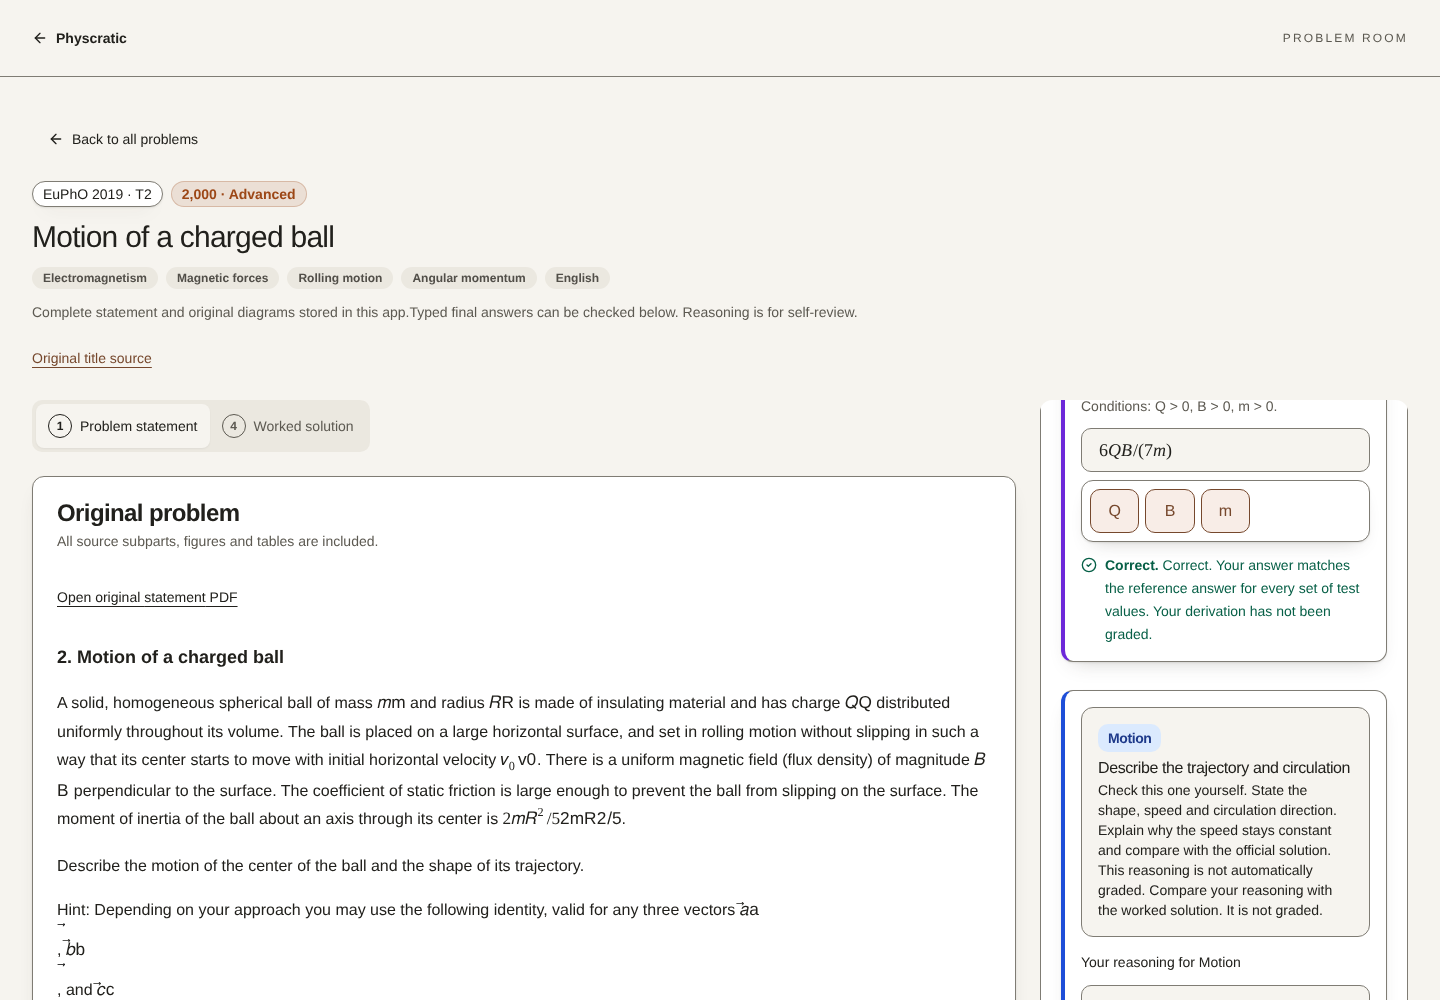 Physcratic
PROBLEM ROOM
Back to all problems
EuPhO 2019 · T2
2,000 · Advanced
Motion of a charged ball
Electromagnetism
Magnetic forces
Rolling motion
Angular momentum
English
Complete statement and original diagrams stored in this app.Typed final answers can be checked below. Reasoning is for self-review.
Original title source
1 Problem statement
4 Worked solution
Original problem
All source subparts, figures and tables are included.
Open original statement PDF
2. Motion of a charged ball
A solid, homogeneous spherical ball of mass mm and radius RR is made of insulating material and has charge QQ distributed
uniformly throughout its volume. The ball is placed on a large horizontal surface, and set in rolling motion without slipping in such a
way that its center starts to move with initial horizontal velocity v₀v0. There is a uniform magnetic field (flux density) of magnitude B
B perpendicular to the surface. The coefficient of static friction is large enough to prevent the ball from slipping on the surface. The
moment of inertia of the ball about an axis through its center is 2mR²/52mR2/5.
Describe the motion of the center of the ball and the shape of its trajectory.
Hint: Depending on your approach you may use the following identity, valid for any three vectors a⃗a
→
, b⃗b
→
, and c⃗c
Conditions: Q > 0, B > 0, m > 0.
6QB/(7m)
Q B m
Correct. Correct. Your answer matches
the reference answer for every set of test
values. Your derivation has not been
graded.
Motion
Describe the trajectory and circulation
Check this one yourself. State the
shape, speed and circulation direction.
Explain why the speed stays constant
and compare with the official solution.
This reasoning is not automatically
graded. Compare your reasoning with
the worked solution. It is not graded.
Your reasoning for Motion